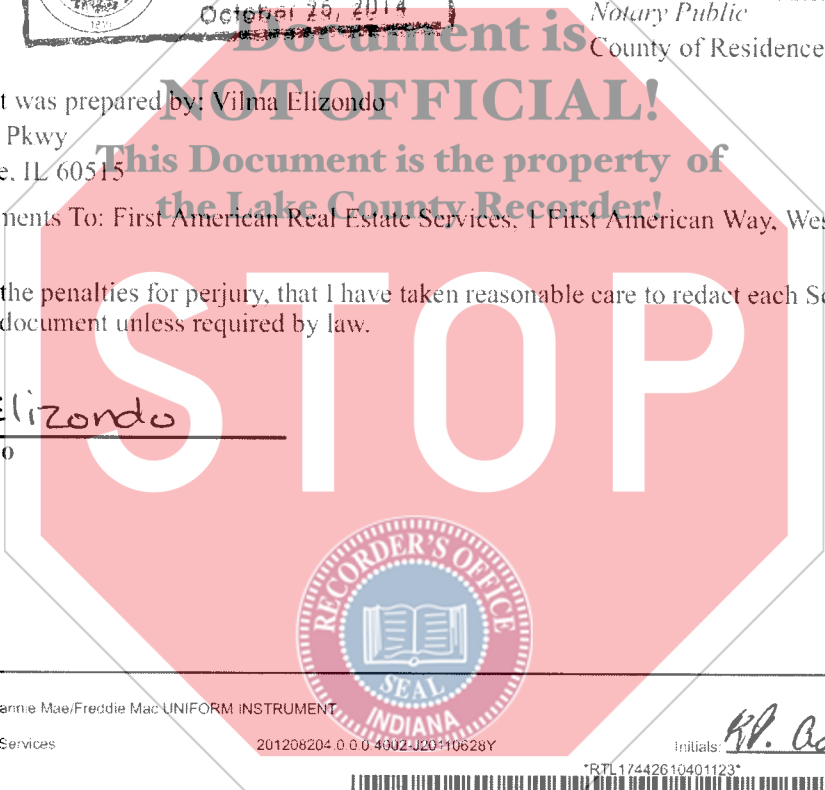 October 26, 2014
Notary Public
County of Residence
Document is
NOT OFFICIAL!
This Document is the property of
the Lake County Recorder!
t was prepared by: Vilma Elizondo
Pkwy
e, IL 60515
ments To: First American Real Estate Services, 1 First American Way, Wes
the penalties for perjury, that I have taken reasonable care to redact each So
document unless required by law.
STOP
Elizondo
o
RECORDER'S OFFICE
SEAL
INDIANA
annie Mae/Freddie Mac UNIFORM INSTRUMENT
Services
201208204.0.0.0.4002-J20110628Y
Initials:
*RTL17442610401123*